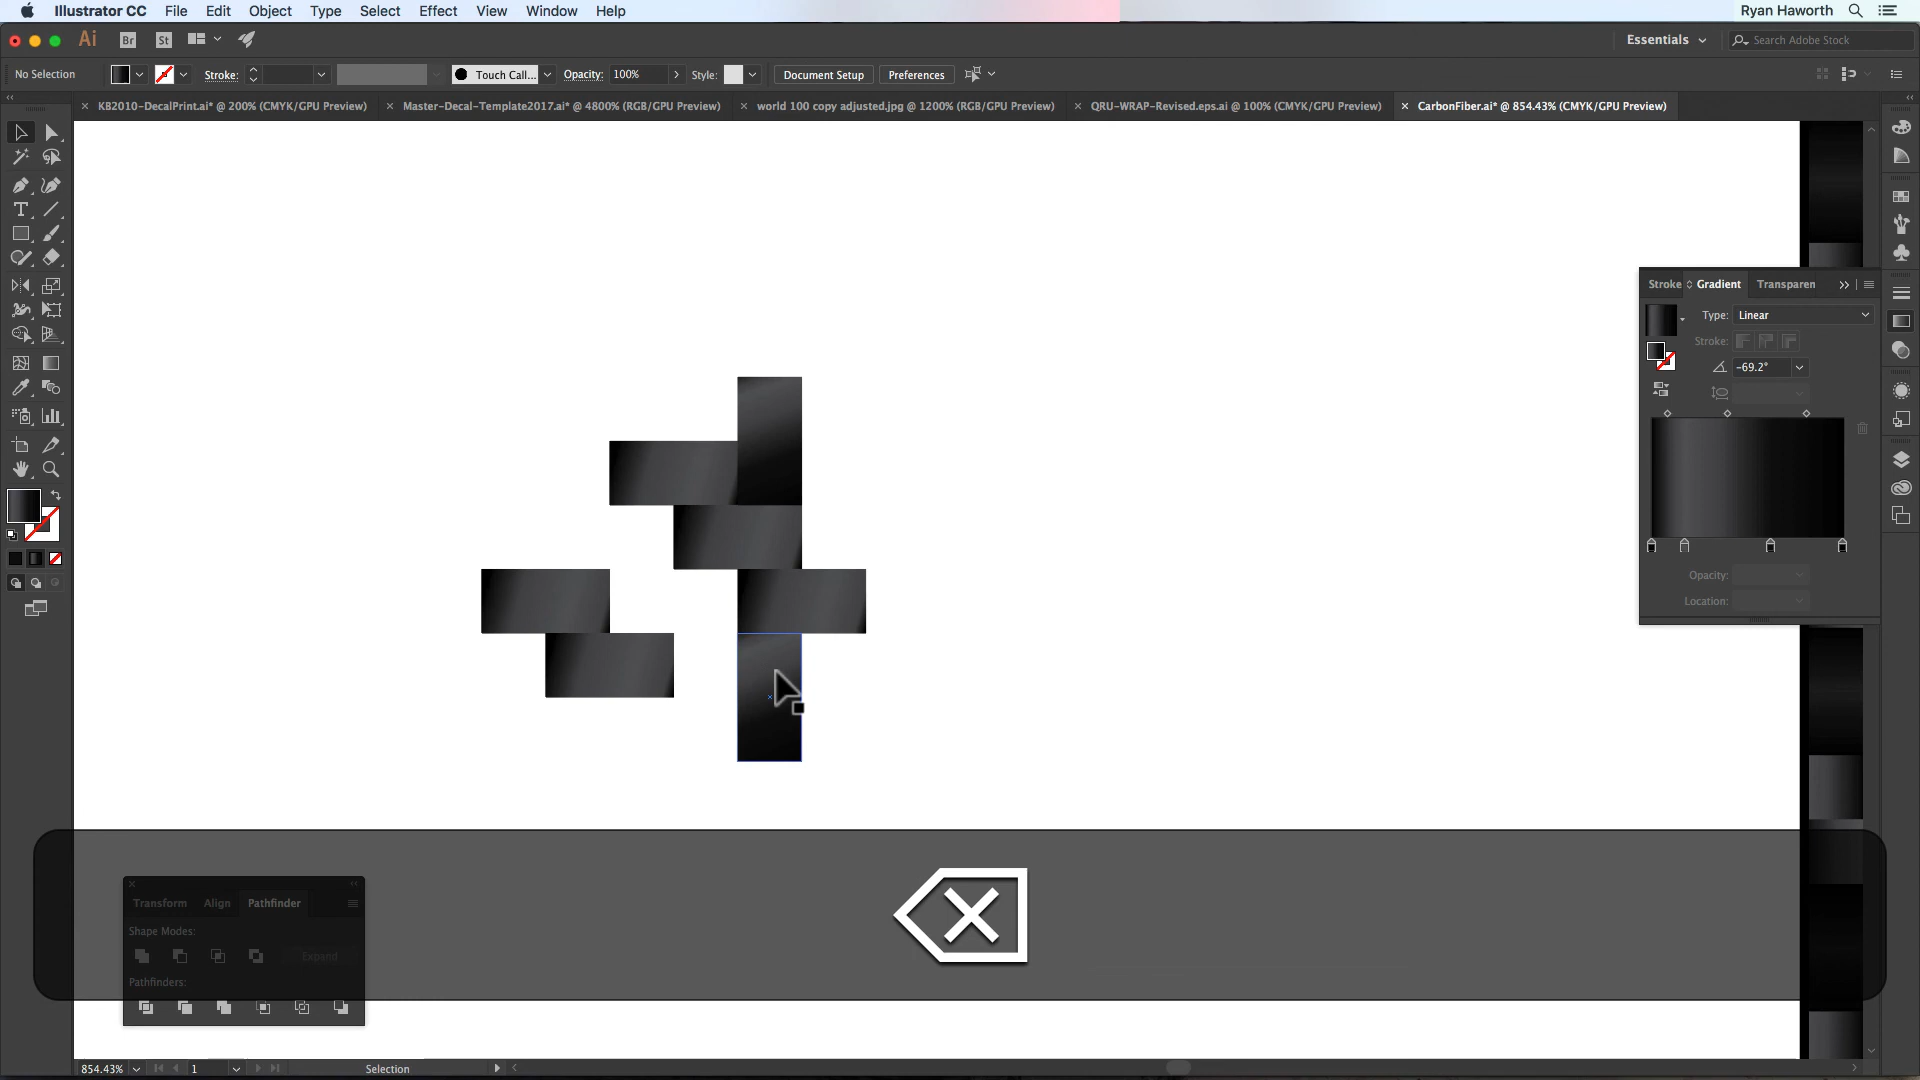 Illustrator CC File Edit Object Type Select Effect View Window Help Ryan Haworth
Ai Br St Essentials Search Adobe Stock
No Selection Stroke: Touch Call... Opacity: 100% Style: Document Setup Preferences
KB2010-DecalPrint.ai* @ 200% (CMYK/GPU Preview) Master-Decal-Template2017.ai* @ 4800% (RGB/GPU Preview) world 100 copy adjusted.jpg @ 1200% (RGB/GPU Preview) QRU-WRAP-Revised.eps.ai @ 100% (CMYK/GPU Preview) CarbonFiber.ai* @ 854.43% (CMYK/GPU Preview)
Stroke Gradient Transparen
Type: Linear
Stroke:
-69.2°
Opacity:
Location:
Transform Align Pathfinder
Shape Modes:
Expand
Pathfinders:
854.43% 1 Selection